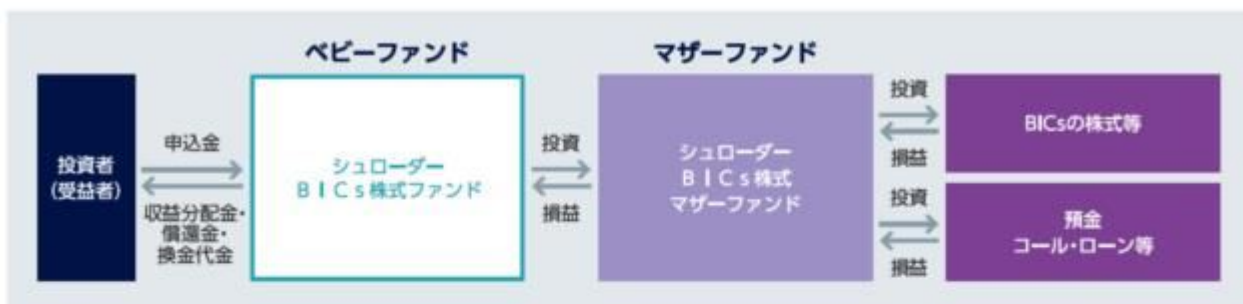 ベビーファンド
マザーファンド
投資者
(受益者)
申込金
収益分配金・
償還金・
換金代金
シュローダー
BICs株式ファンド
投資
損益
シュローダー
BICs株式
マザーファンド
投資
損益
BICsの株式等
投資
損益
預金
コール・ローン等